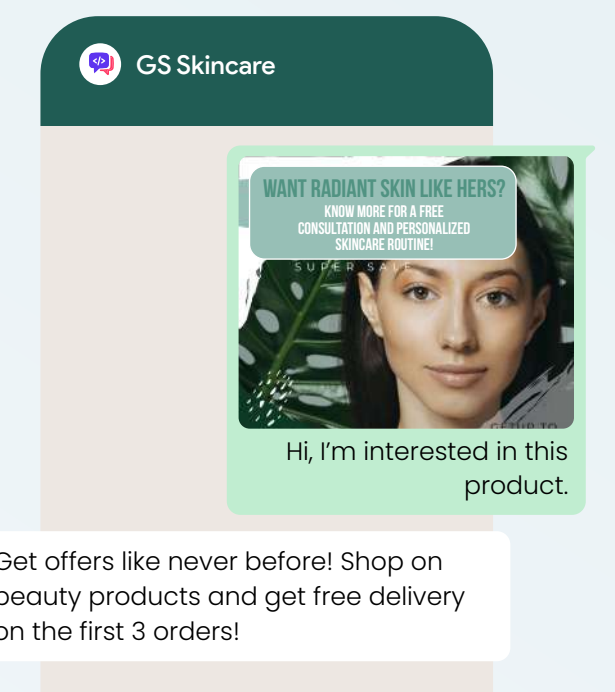 GS Skincare
WANT RADIANT SKIN LIKE HERS?
KNOW MORE FOR A FREE
CONSULTATION AND PERSONALIZED
SKINCARE ROUTINE!
SUPER SALE
GETUP TO
Hi, I'm interested in this
product.
Get offers like never before! Shop on
beauty products and get free delivery
on the first 3 orders!